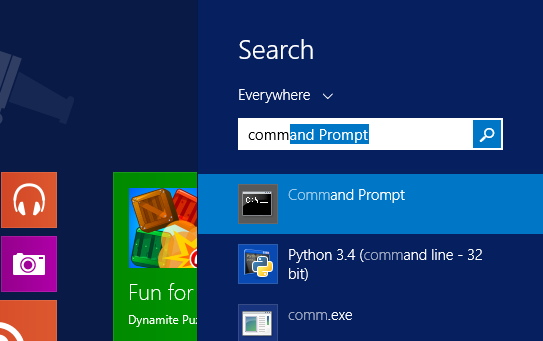 Search
Everywhere
command Prompt
C:\_
Command Prompt
Python 3.4 (command line - 32
bit)
comm.exe
Fun for
Dynamite Puz